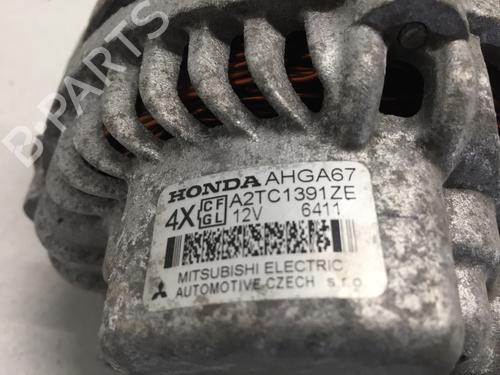 B-PARTS
HONDA AHGA67
4X CF GL A2TC1391ZE
12V 6411
MITSUBISHI ELECTRIC
AUTOMOTIVE CZECH s.r.o